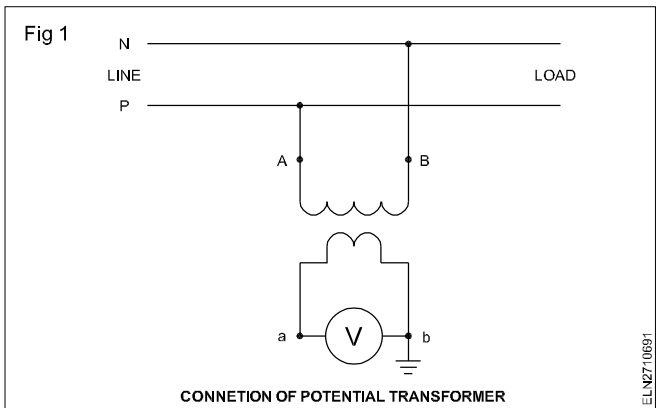 Fig 1
N
LINE
LOAD
P
A
B
a
V
b
CONNETION OF POTENTIAL TRANSFORMER
ELN2710691